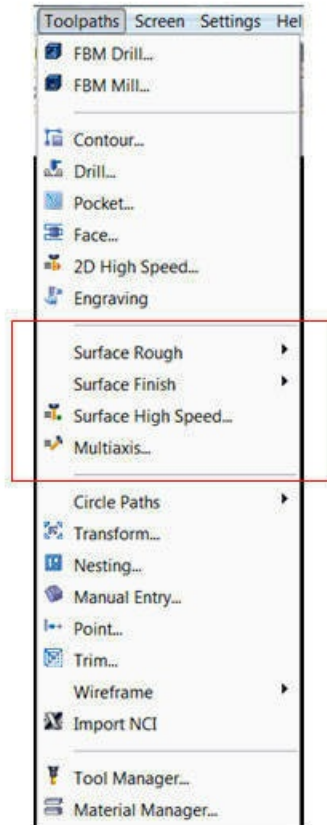 Toolpaths Screen Settings Hel
FBM Drill...
FBM Mill...
Contour...
Drill...
Pocket...
Face...
2D High Speed...
Engraving
Surface Rough
Surface Finish
Surface High Speed...
Multiaxis...
Circle Paths
Transform...
Nesting...
Manual Entry...
Point...
Trim...
Wireframe
Import NCI
Tool Manager...
Material Manager...